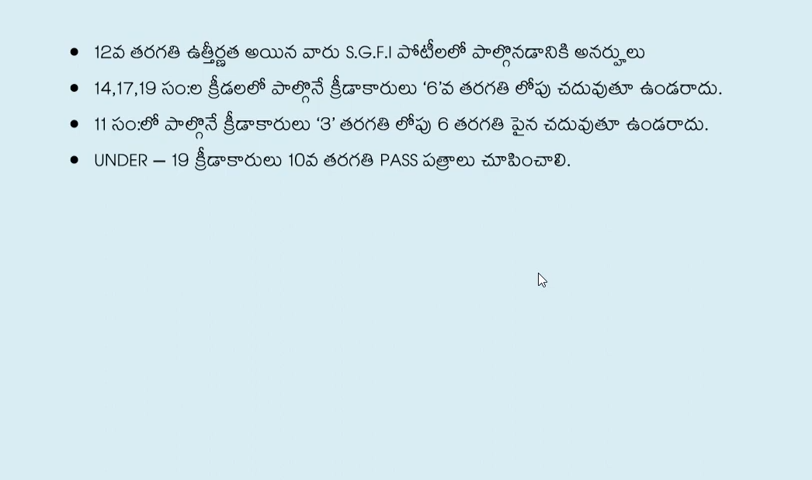 • 12వ తరగతి ఉత్తీర్ణత అయిన వారు S.G.F.I పోటీలలో పాల్గొనడానికి అనర్హులు
• 14,17,19 సం:ల క్రీడలలో పాల్గొనే క్రీడాకారులు ‘6’వ తరగతి లోపు చదువుతూ ఉండరాదు.
• 11 సం:లో పాల్గొనే క్రీడాకారులు ‘3’ తరగతి లోపు 6 తరగతి పైన చదువుతూ ఉండరాదు.
• UNDER – 19 క్రీడాకారులు 10వ తరగతి PASS పత్రాలు చూపించాలి.